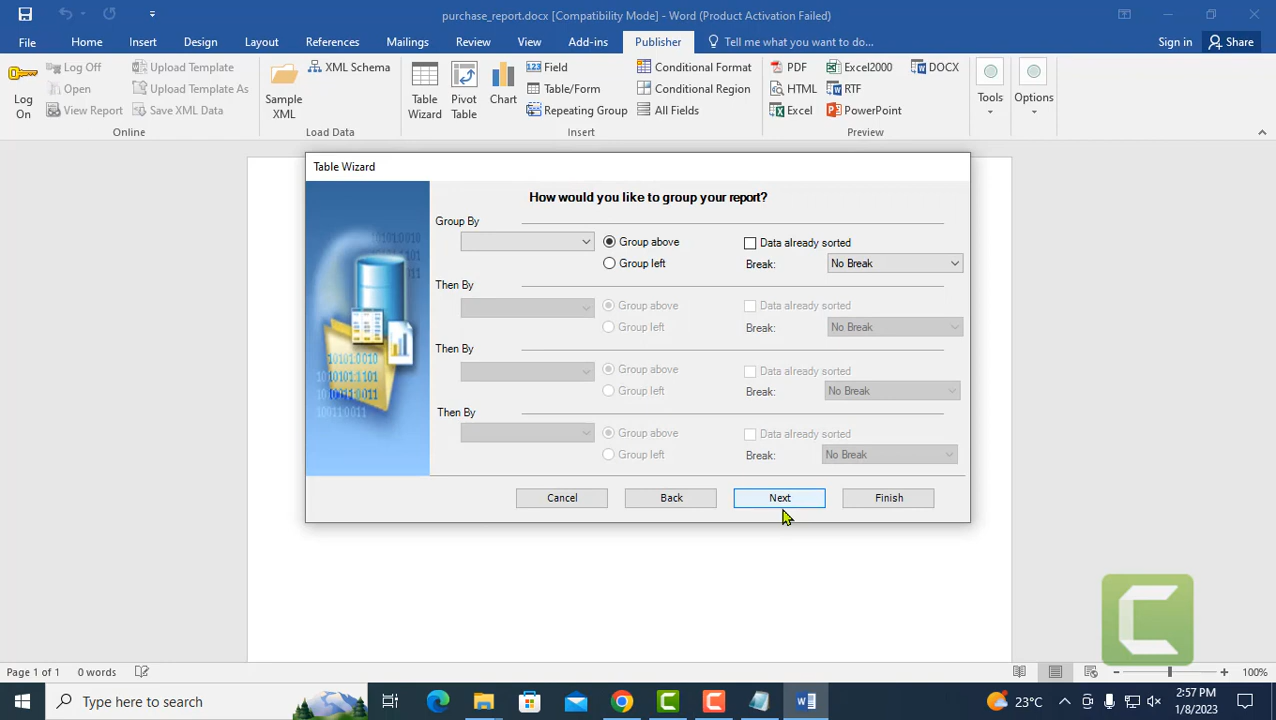 purchase_report.docx [Compatibility Mode] - Word (Product Activation Failed)
File Home Insert Design Layout References Mailings Review View Add-ins Publisher Tell me what you want to do... Sign in Share
Log Off Upload Template XML Schema Field Conditional Format PDF Excel2000 DOCX
Open Upload Template As Table/Form Conditional Region HTML RTF
Log On View Report Save XML Data Sample XML Table Wizard Pivot Table Chart Repeating Group All Fields Excel PowerPoint Tools Options
Online Load Data Insert Preview
Table Wizard
How would you like to group your report?
Group By
Group above Data already sorted
Group left Break: No Break
Then By
Group above Data already sorted
Group left Break: No Break
Then By
Group above Data already sorted
Group left Break: No Break
Then By
Group above Data already sorted
Group left Break: No Break
Cancel Back Next Finish
Page 1 of 1 0 words 100%
Type here to search 23°C 2:57 PM
1/8/2023